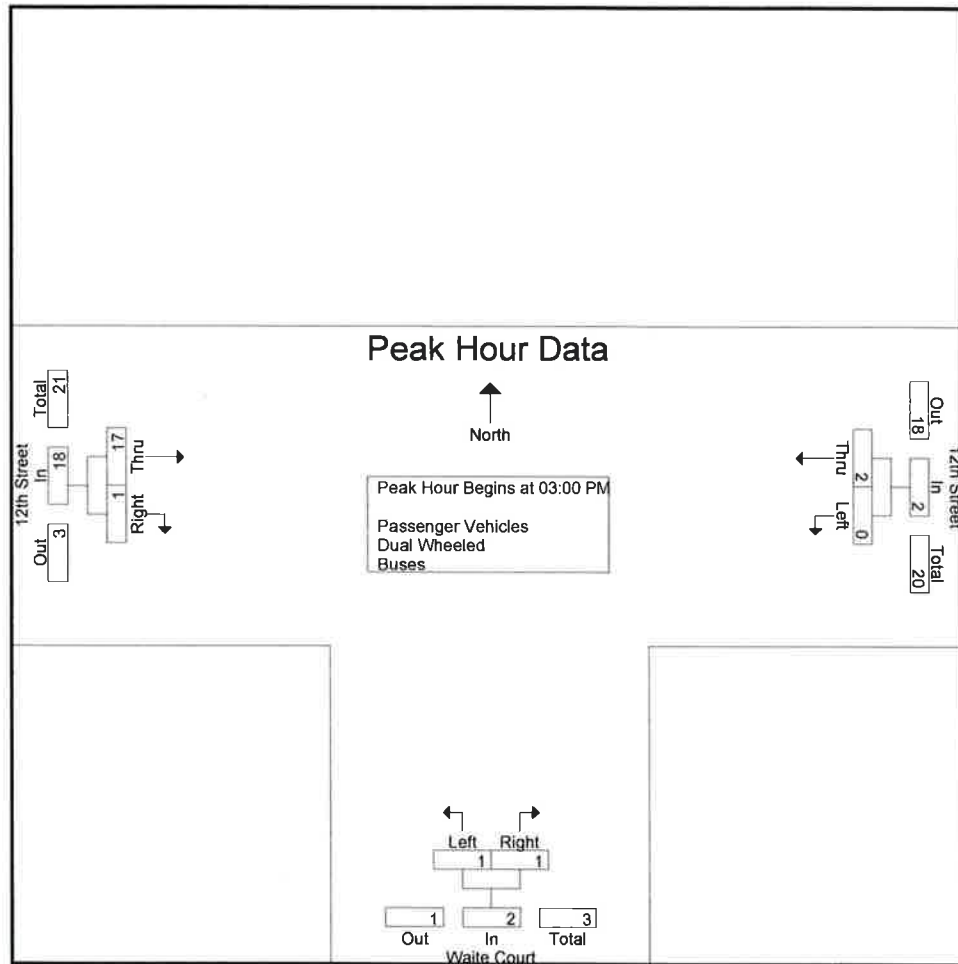 Peak Hour Data
North
Peak Hour Begins at 03:00 PM
Passenger Vehicles
Dual Wheeled
Buses
12th Street
Total
21
In
18
Out
3
17
Thru
1
Right
12th Street
Out
18
In
2
Total
20
Thru
2
Left
0
Left Right
1 1
1 2 3
Out In Total
Waite Court